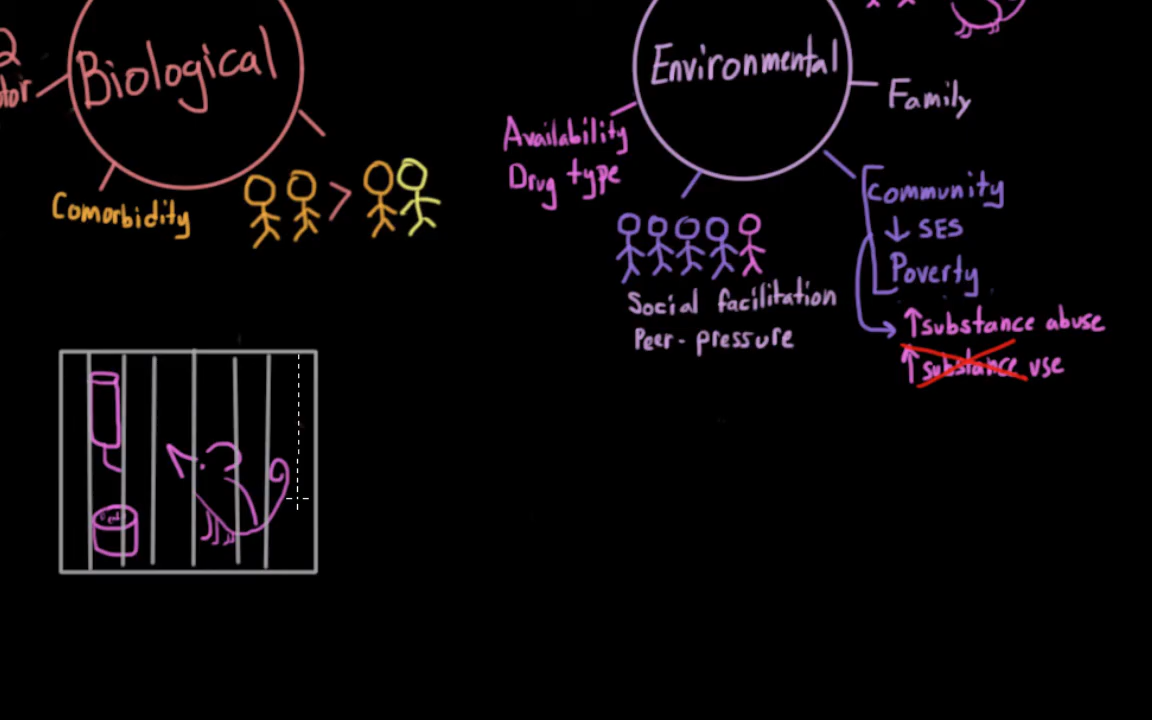 Biological
Comorbidity
>
Environmental
Availability
Drug type
Family
Community
↓ SES
Poverty
↑substance abuse
↑substance use
Social facilitation
Peer-pressure